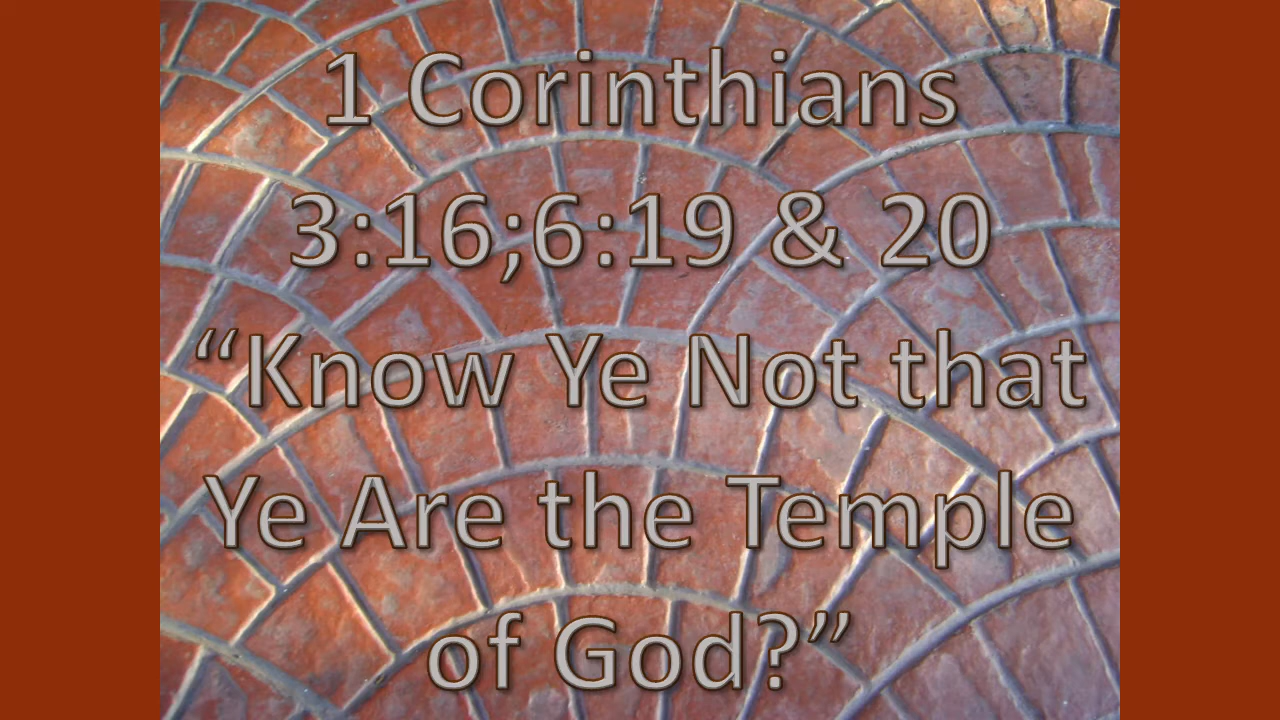 1 Corinthians
3:16;6:19 & 20
“Know Ye Not that
Ye Are the Temple
of God?”